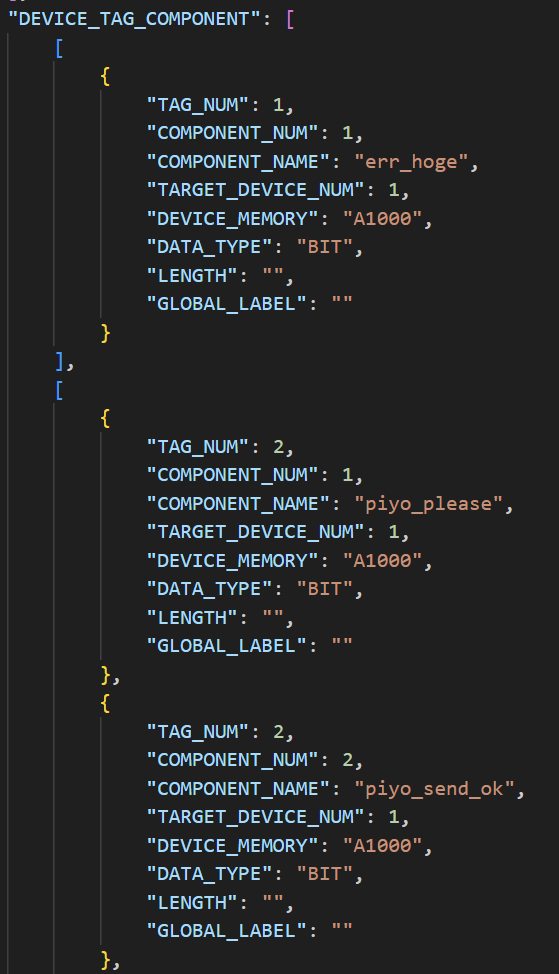 "DEVICE_TAG_COMPONENT": [
[
{
"TAG_NUM": 1,
"COMPONENT_NUM": 1,
"COMPONENT_NAME": "err_hoge",
"TARGET_DEVICE_NUM": 1,
"DEVICE_MEMORY": "A1000",
"DATA_TYPE": "BIT",
"LENGTH": "",
"GLOBAL_LABEL": ""
}
],
[
{
"TAG_NUM": 2,
"COMPONENT_NUM": 1,
"COMPONENT_NAME": "piyo_please",
"TARGET_DEVICE_NUM": 1,
"DEVICE_MEMORY": "A1000",
"DATA_TYPE": "BIT",
"LENGTH": "",
"GLOBAL_LABEL": ""
},
{
"TAG_NUM": 2,
"COMPONENT_NUM": 2,
"COMPONENT_NAME": "piyo_send_ok",
"TARGET_DEVICE_NUM": 1,
"DEVICE_MEMORY": "A1000",
"DATA_TYPE": "BIT",
"LENGTH": "",
"GLOBAL_LABEL": ""
},